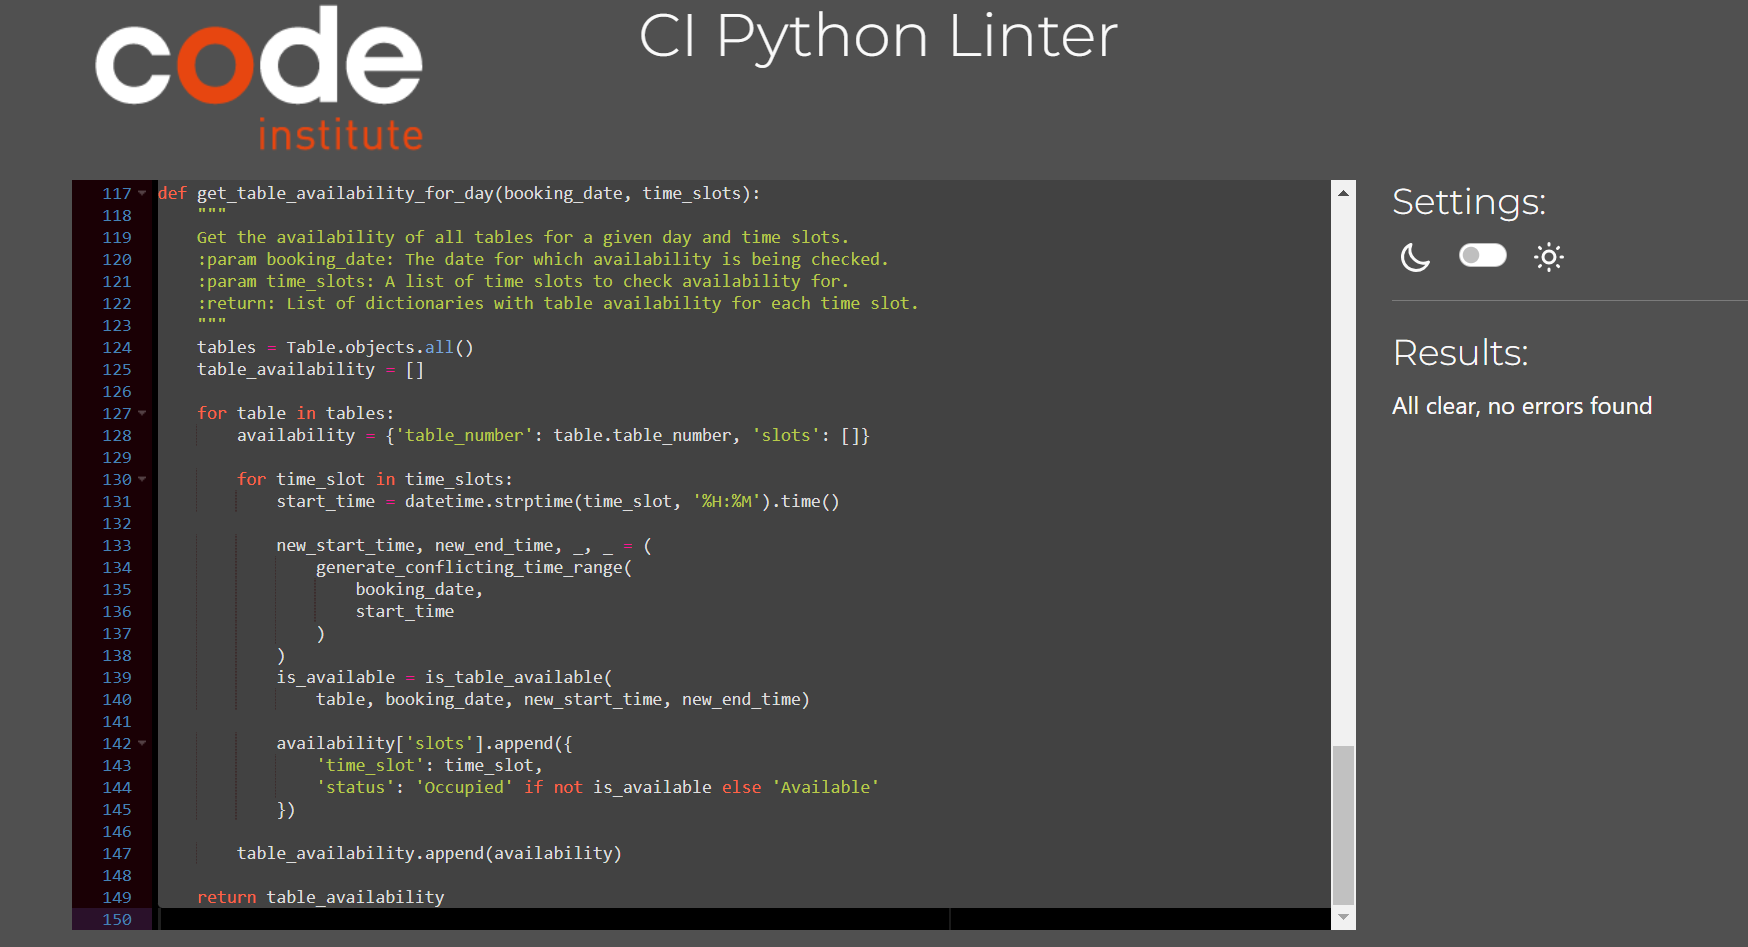 code
institute
CI Python Linter
117 def get_table_availability_for_day(booking_date, time_slots):
118     """
119     Get the availability of all tables for a given day and time slots.
120     :param booking_date: The date for which availability is being checked.
121     :param time_slots: A list of time slots to check availability for.
122     :return: List of dictionaries with table availability for each time slot.
123     """
124     tables = Table.objects.all()
125     table_availability = []
126
127     for table in tables:
128         availability = {'table_number': table.table_number, 'slots': []}
129
130         for time_slot in time_slots:
131             start_time = datetime.strptime(time_slot, '%H:%M').time()
132
133             new_start_time, new_end_time, _, _ = (
134                 generate_conflicting_time_range(
135                     booking_date,
136                     start_time
137                 )
138             )
139             is_available = is_table_available(
140                 table, booking_date, new_start_time, new_end_time)
141
142             availability['slots'].append({
143                 'time_slot': time_slot,
144                 'status': 'Occupied' if not is_available else 'Available'
145             })
146
147         table_availability.append(availability)
148
149     return table_availability
150
Settings:
Results:
All clear, no errors found